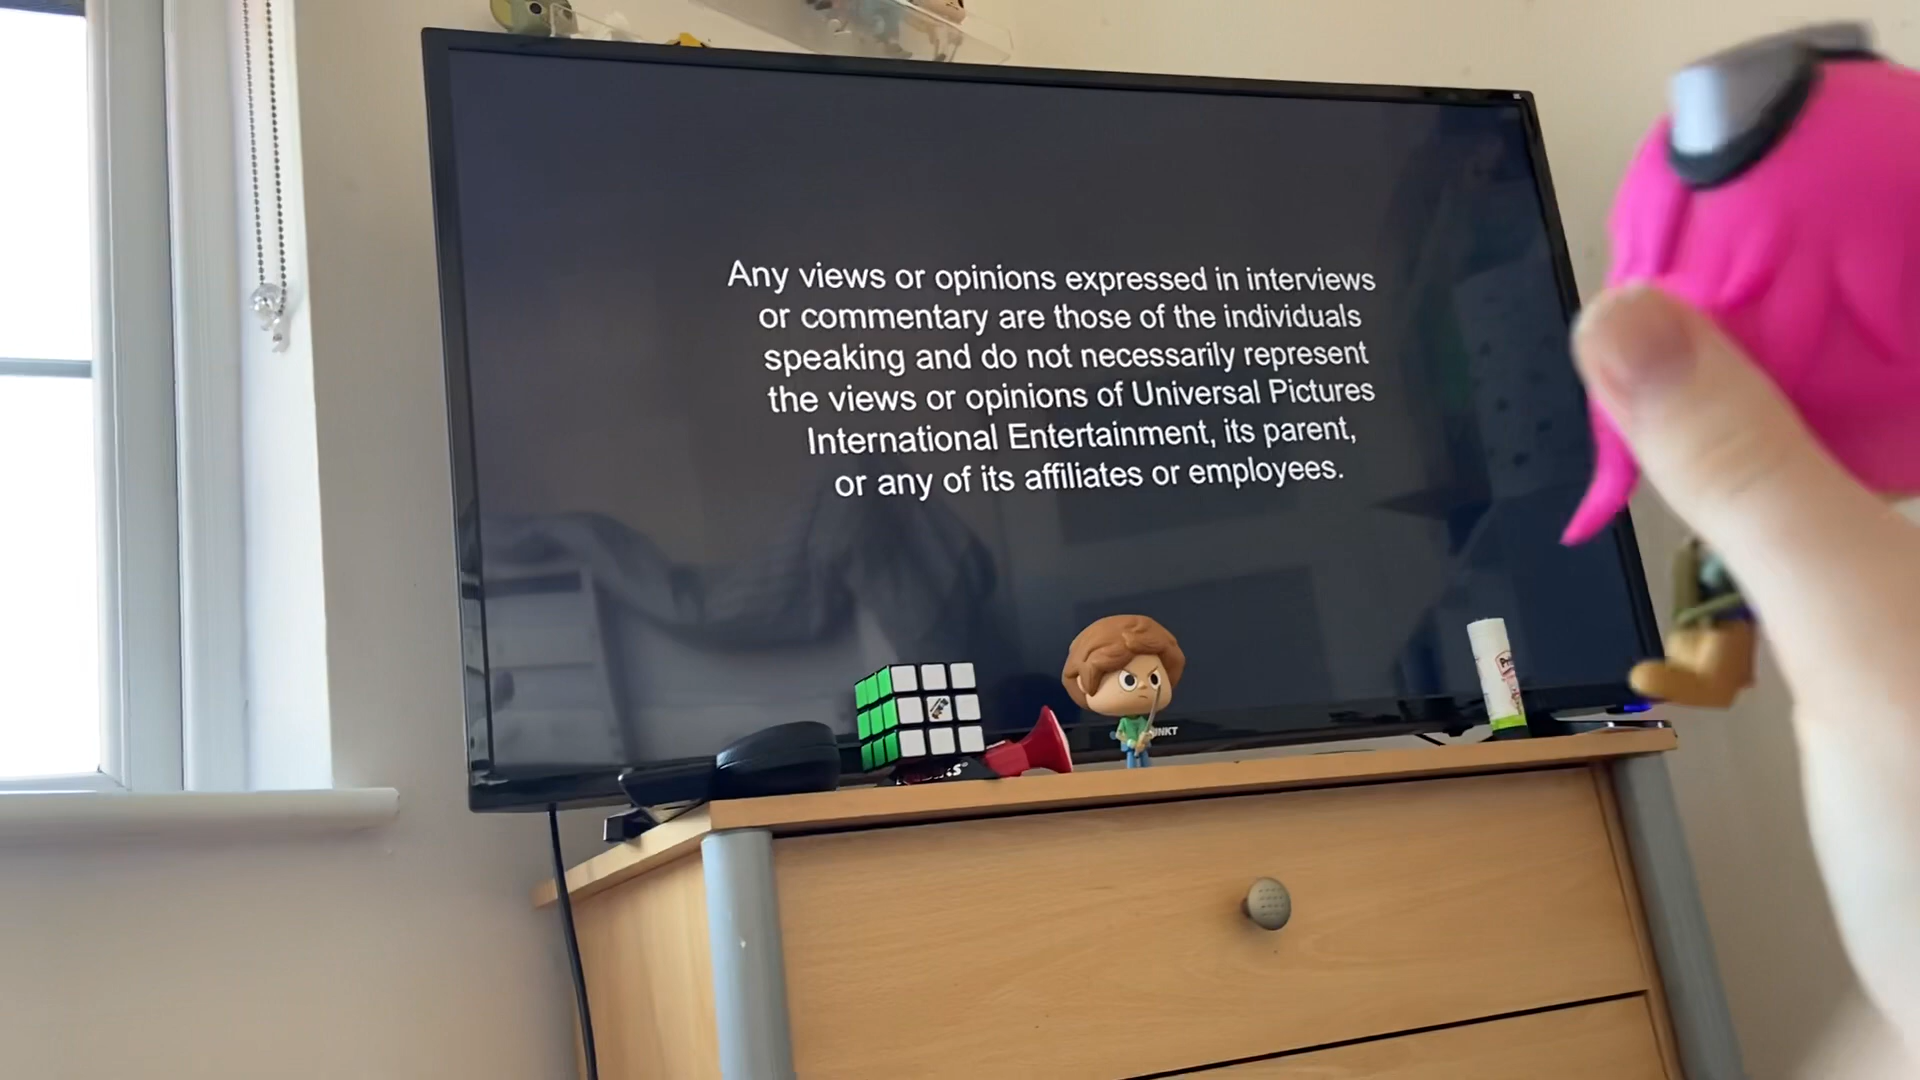 Any views or opinions expressed in interviews
or commentary are those of the individuals
speaking and do not necessarily represent
the views or opinions of Universal Pictures
International Entertainment, its parent,
or any of its affiliates or employees.